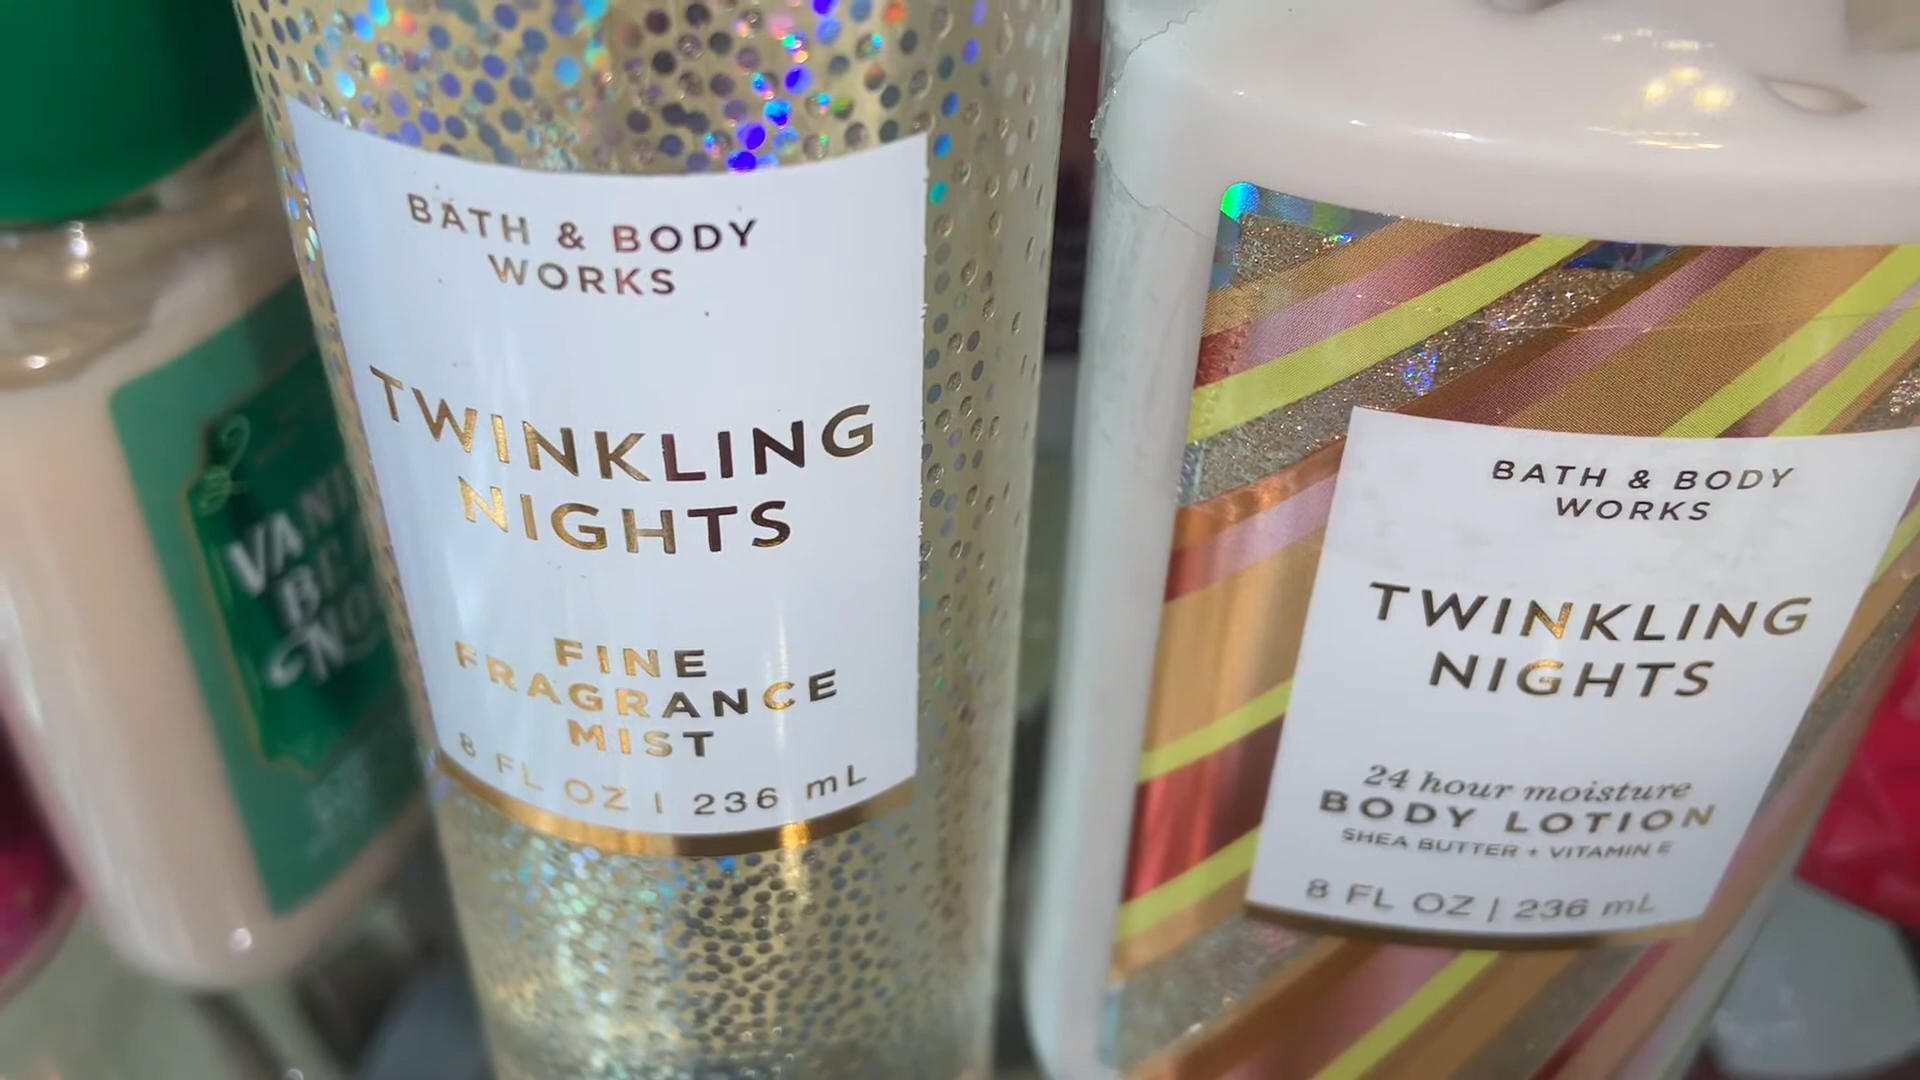 BATH & BODY
WORKS
TWINKLING
NIGHTS
FINE
FRAGRANCE
MIST
8 FL OZ | 236 mL
BATH & BODY
WORKS
TWINKLING
NIGHTS
24 hour moisture
BODY LOTION
SHEA BUTTER + VITAMIN E
8 FL OZ | 236 mL